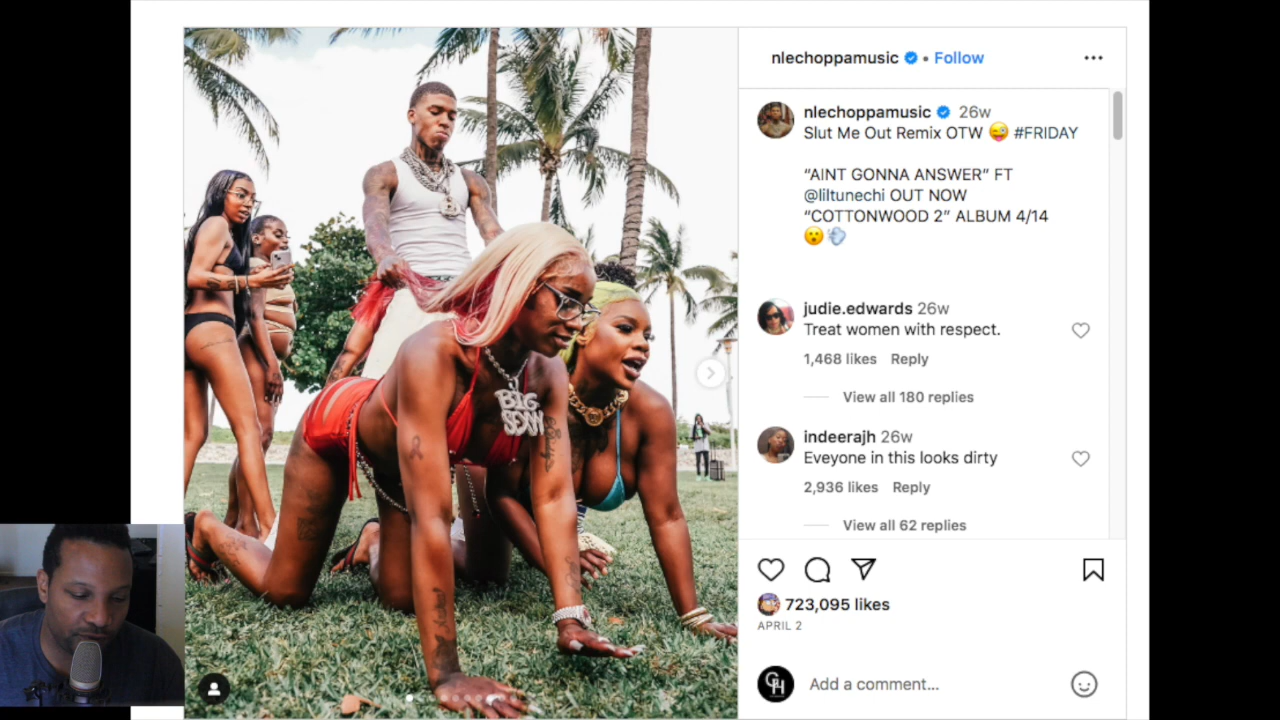 nlechoppamusic • Follow
nlechoppamusic 26w
Slut Me Out Remix OTW 😜 #FRIDAY
“AINT GONNA ANSWER” FT
@liltunechi OUT NOW
“COTTONWOOD 2” ALBUM 4/14
😮💨
judie.edwards 26w
Treat women with respect.
1,468 likes Reply
View all 180 replies
indeerajh 26w
Eveyone in this looks dirty
2,936 likes Reply
View all 62 replies
723,095 likes
APRIL 2
Add a comment...
BIG
SEXY
GH